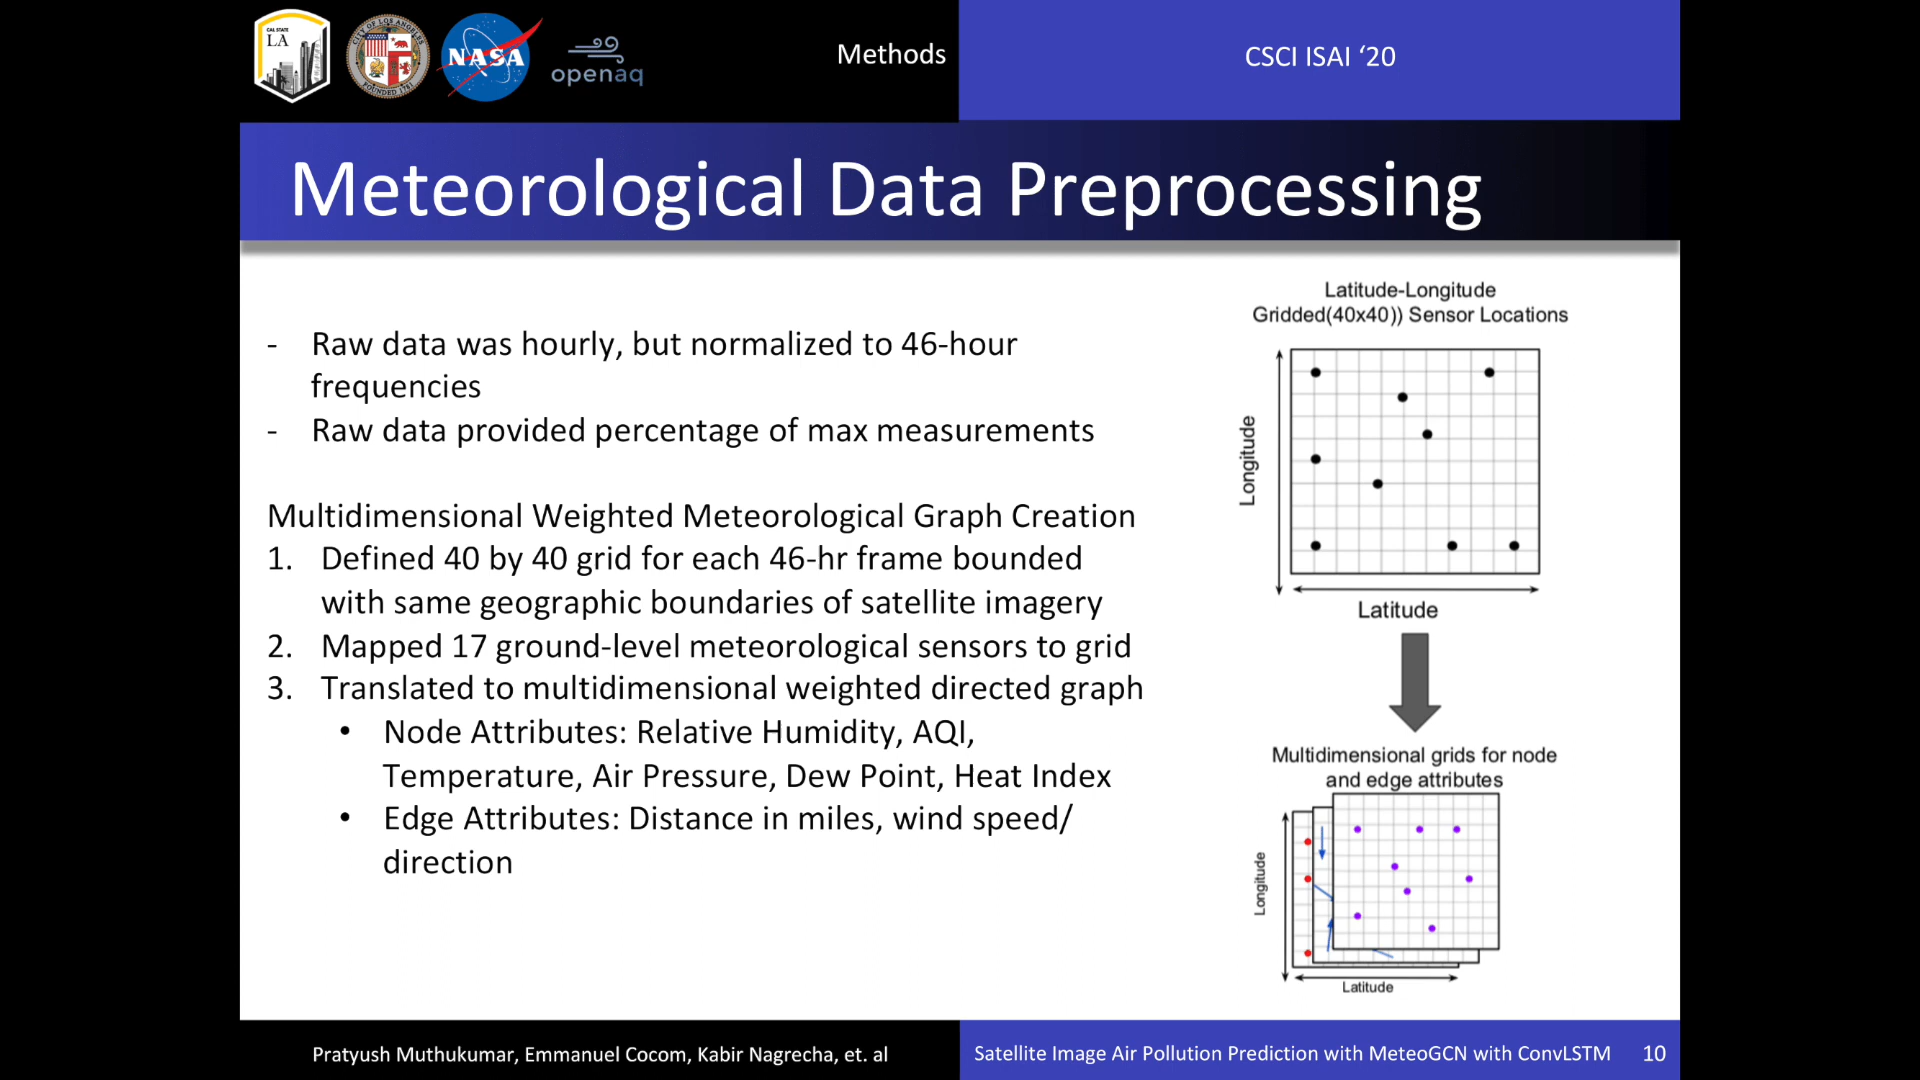 CAL STATE
LA
CITY OF LOS ANGELES
FOUNDED 1781
NASA
openaq
Methods
CSCI ISAI ‘20
Meteorological Data Preprocessing
- Raw data was hourly, but normalized to 46-hour
frequencies
- Raw data provided percentage of max measurements
Multidimensional Weighted Meteorological Graph Creation
1. Defined 40 by 40 grid for each 46-hr frame bounded
with same geographic boundaries of satellite imagery
2. Mapped 17 ground-level meteorological sensors to grid
3. Translated to multidimensional weighted directed graph
• Node Attributes: Relative Humidity, AQI,
Temperature, Air Pressure, Dew Point, Heat Index
• Edge Attributes: Distance in miles, wind speed/
direction
Latitude-Longitude
Gridded(40x40)) Sensor Locations
Longitude
Latitude
Multidimensional grids for node
and edge attributes
Longitude
Latitude
Pratyush Muthukumar, Emmanuel Cocom, Kabir Nagrecha, et. al
Satellite Image Air Pollution Prediction with MeteoGCN with ConvLSTM 10